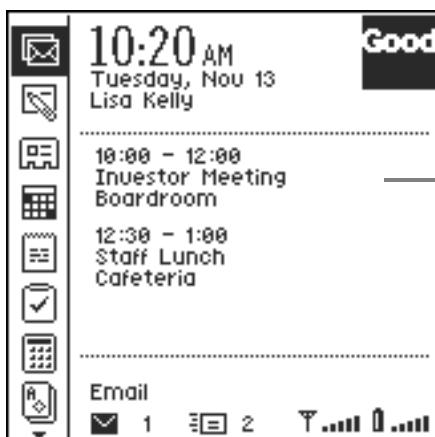 10:20 AM
Good
Tuesday, Nov 13
Lisa Kelly
10:00 - 12:00
Investor Meeting
Boardroom
12:30 - 1:00
Staff Lunch
Cafeteria
Email
1 2